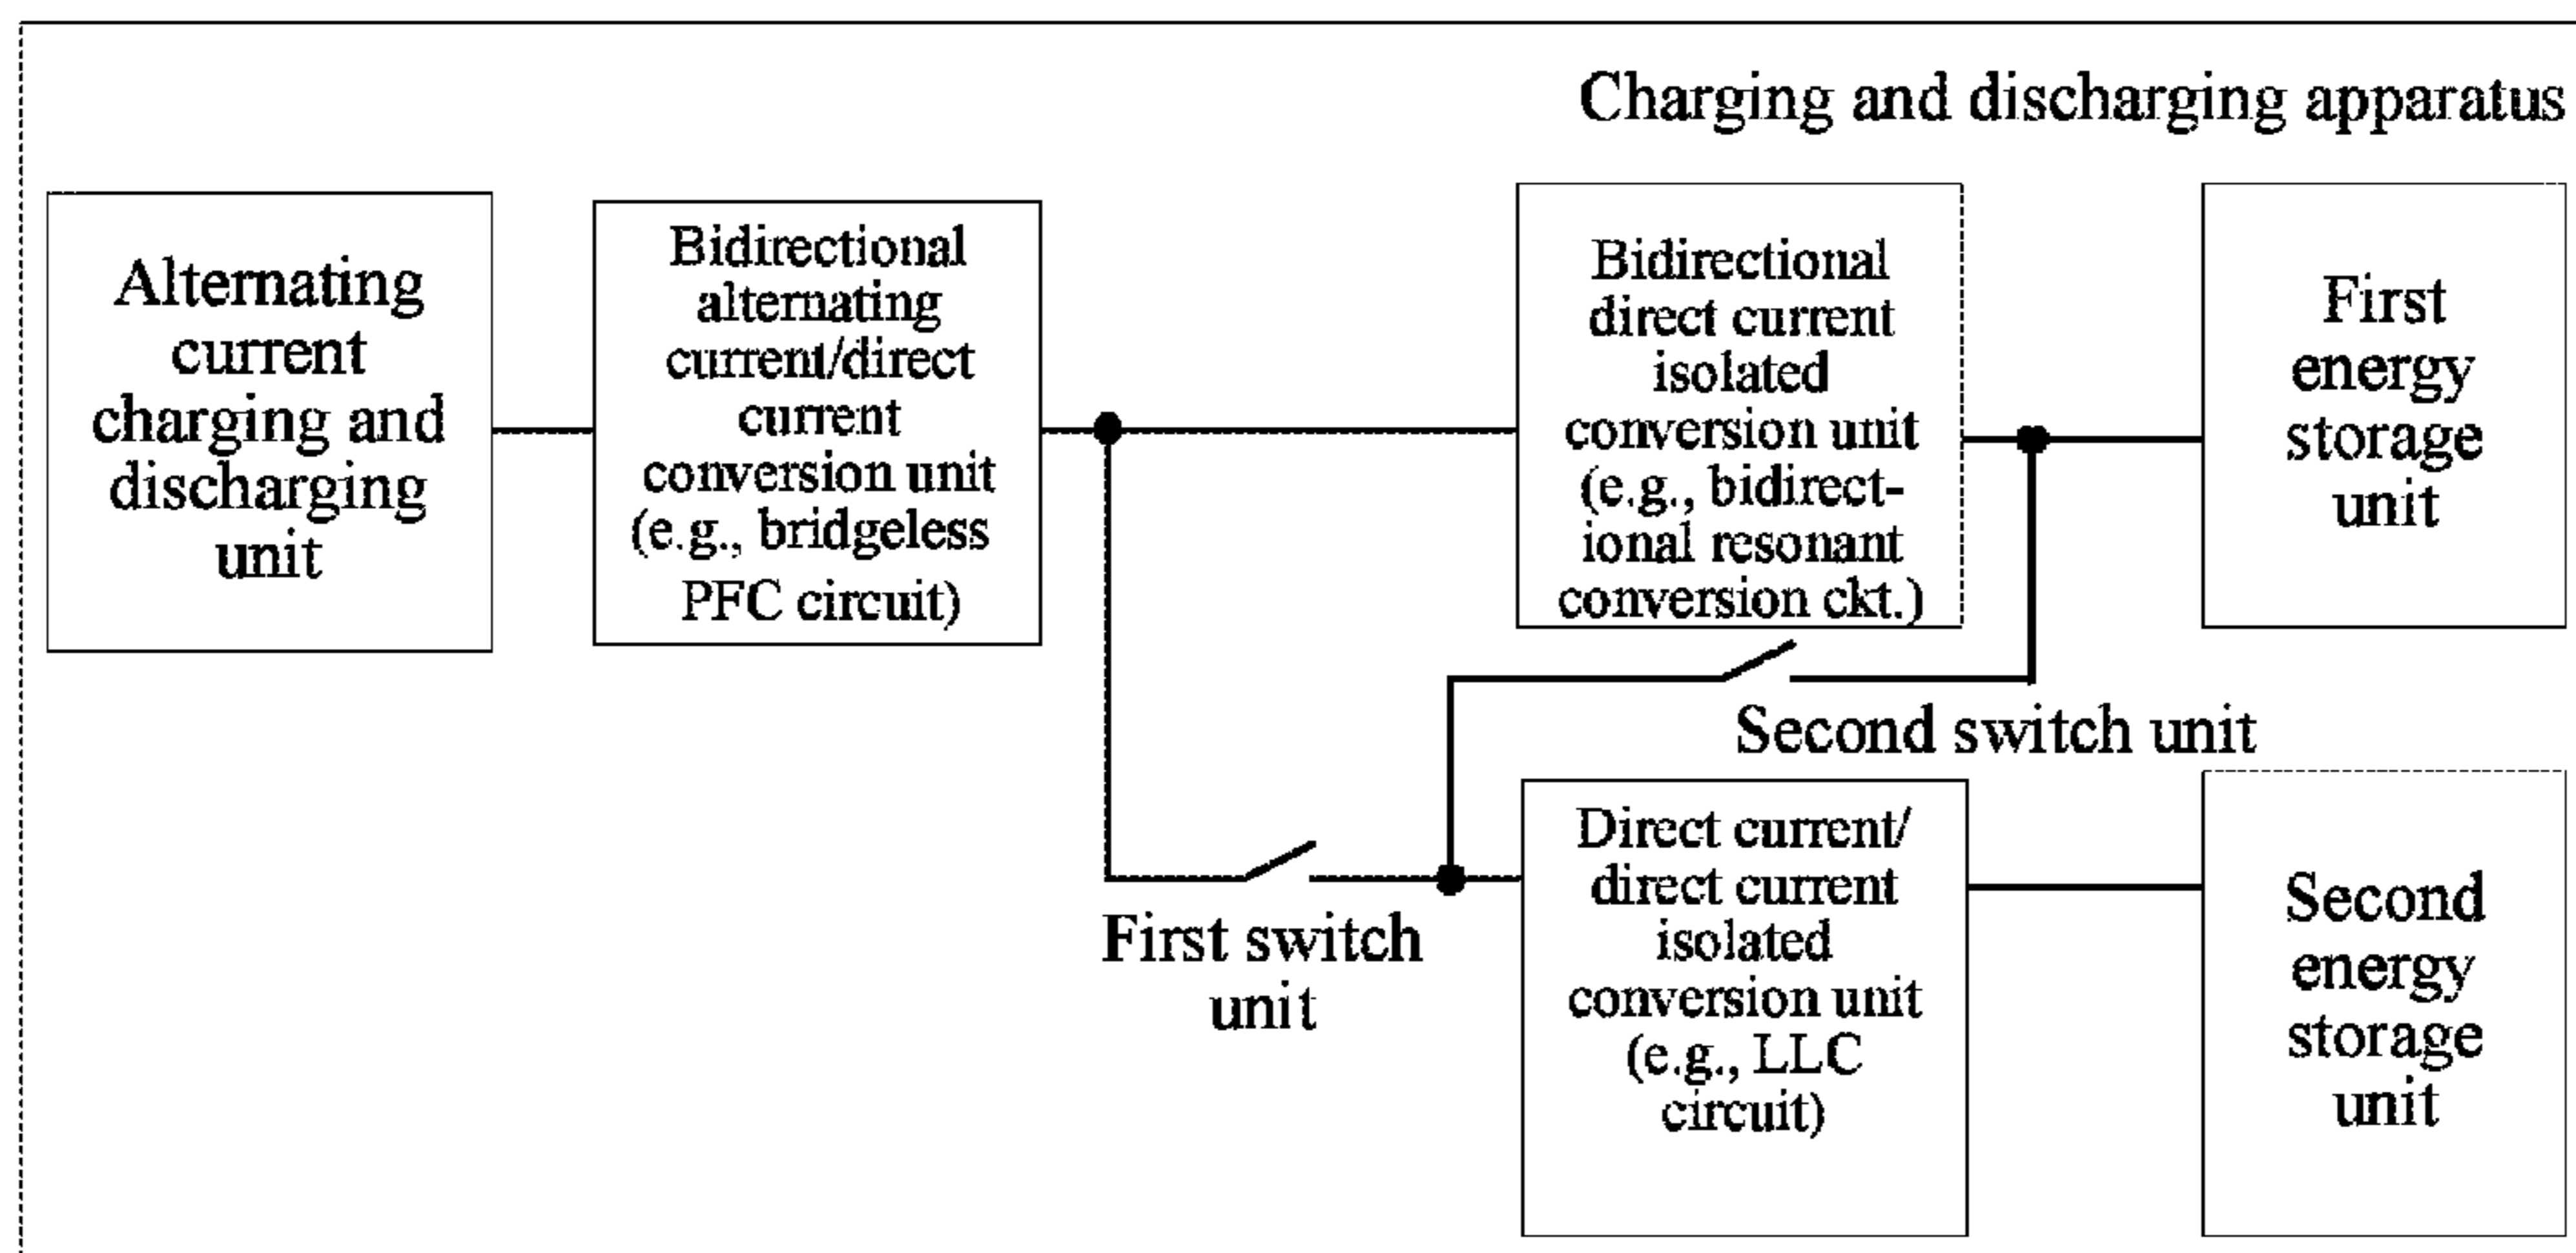 Charging and discharging apparatus
Alternating
current
charging and
discharging
unit
Bidirectional
alternating
current/direct
current
conversion unit
(e.g., bridgeless
PFC circuit)
Bidirectional
direct current
isolated
conversion unit
(e.g., bidirect-
ional resonant
conversion ckt.)
First
energy
storage
unit
Second switch unit
First switch
unit
Direct current/
direct current
isolated
conversion unit
(e.g., LLC
circuit)
Second
energy
storage
unit